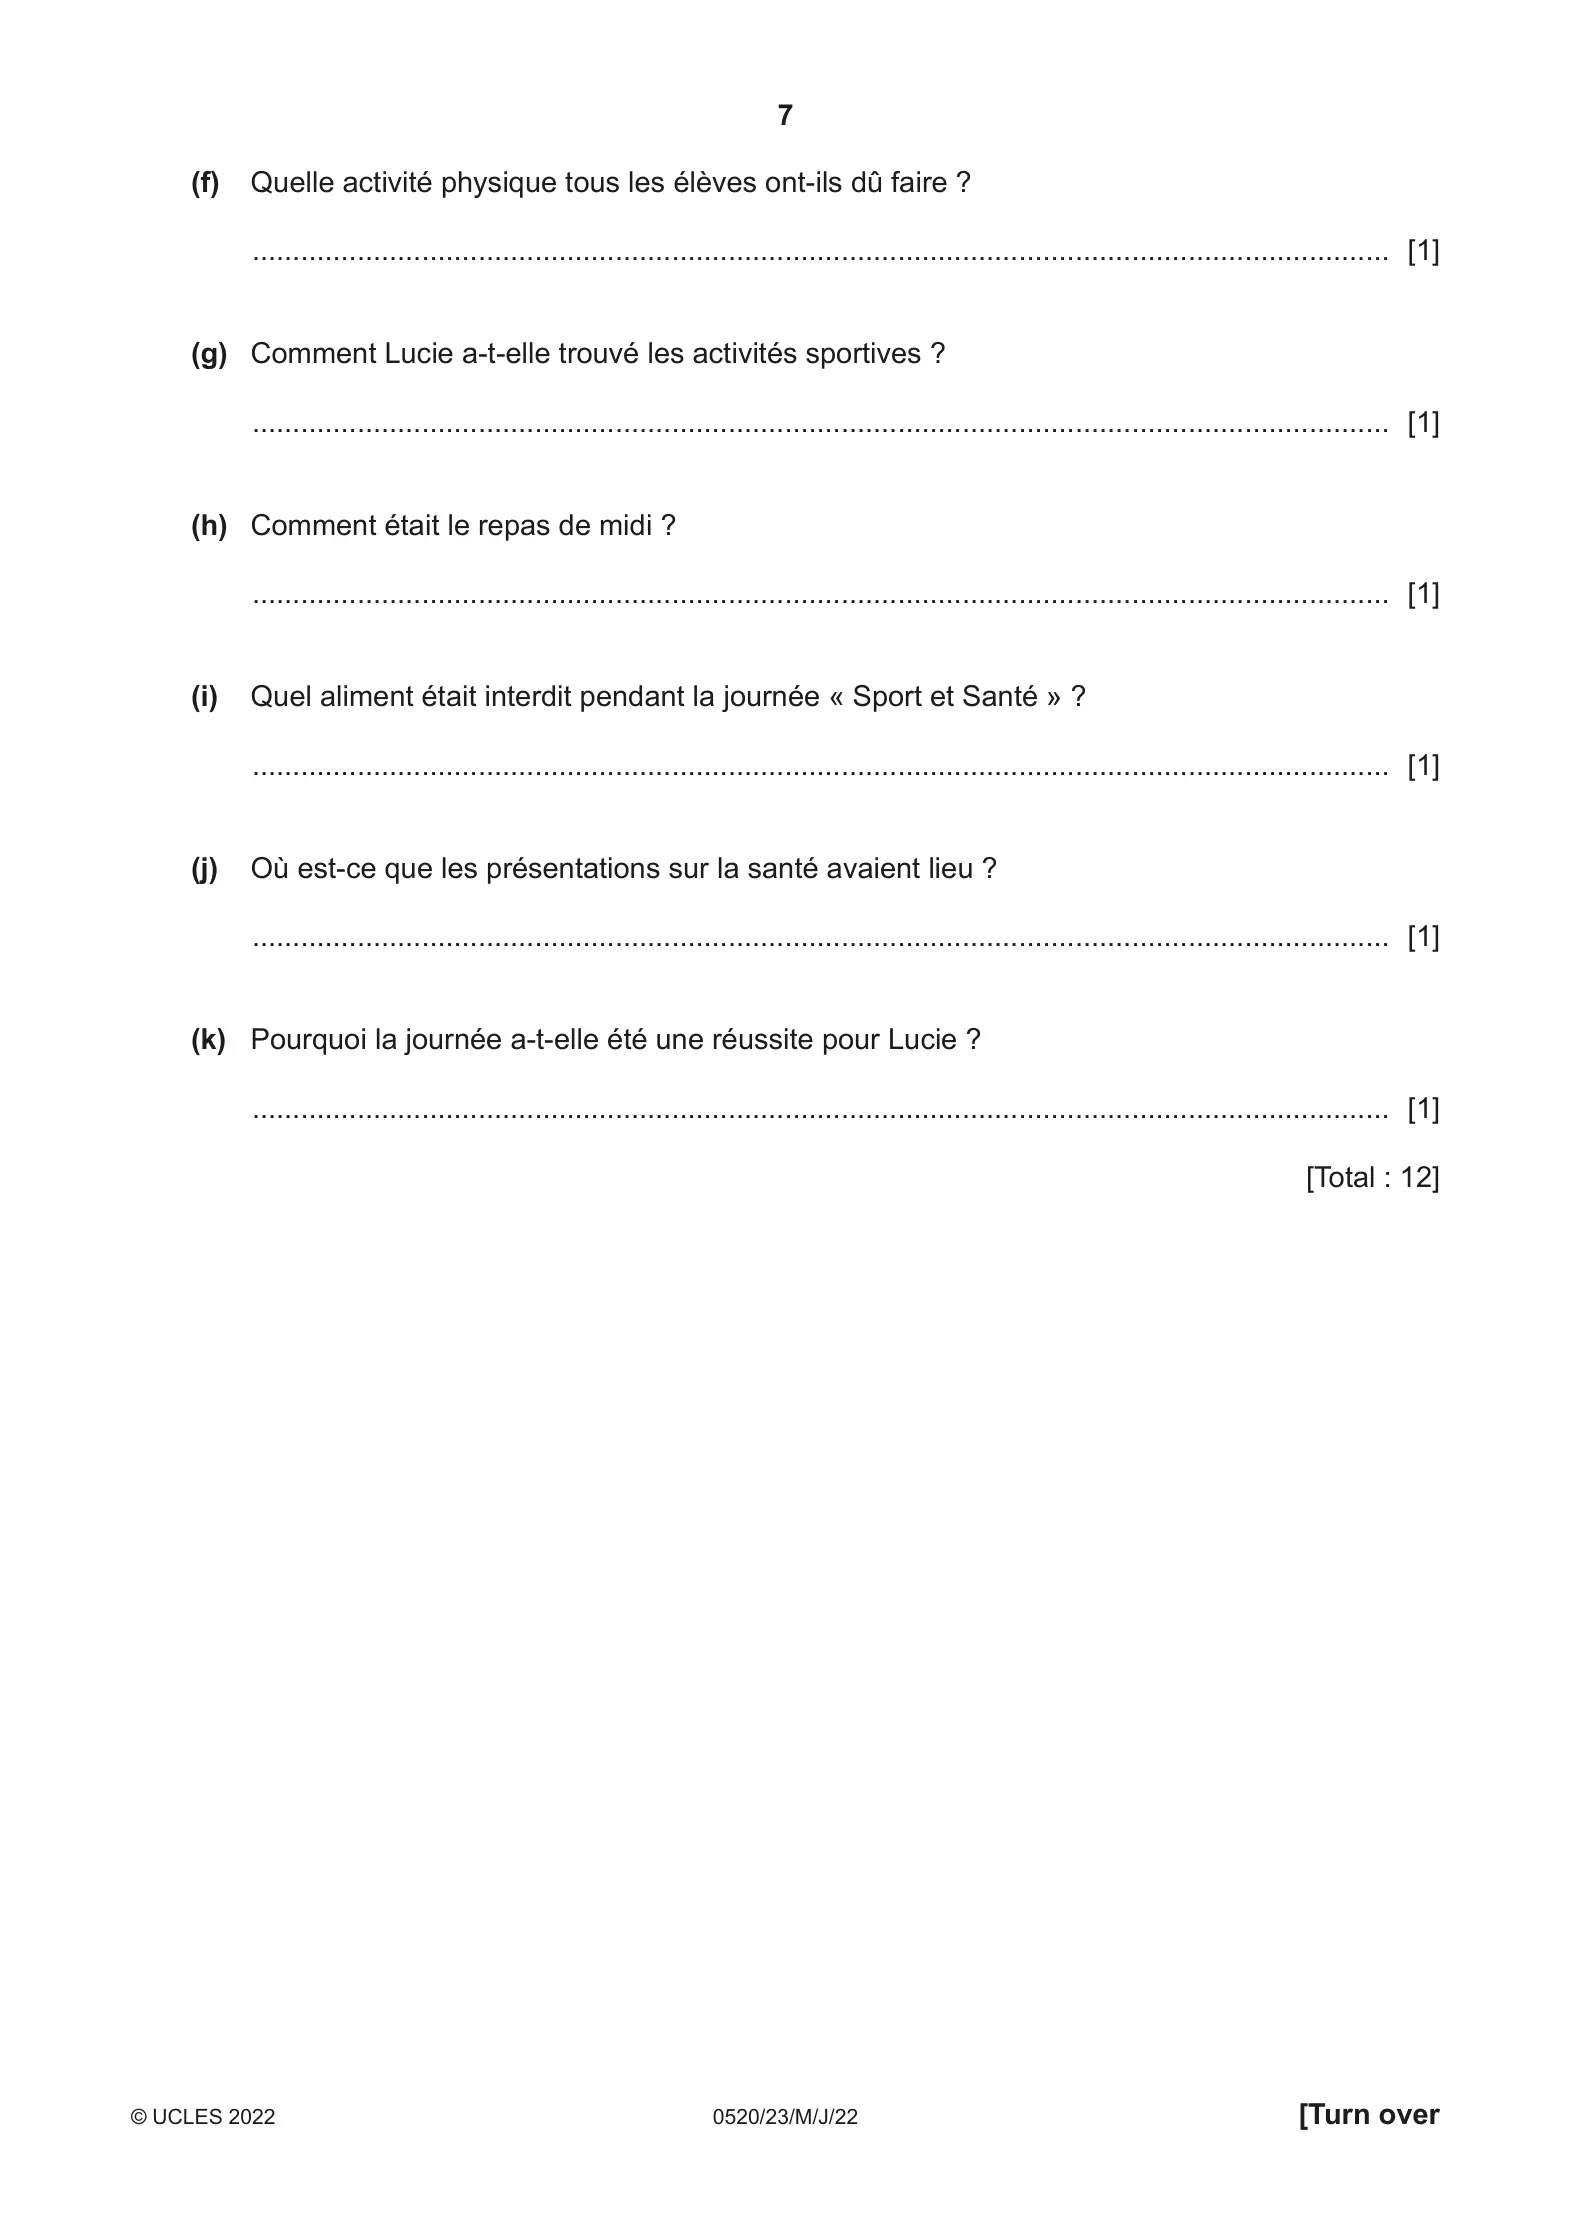 7
(f) Quelle activité physique tous les élèves ont-ils dû faire ?
.......................................................................................................................................... [1]
(g) Comment Lucie a-t-elle trouvé les activités sportives ?
.......................................................................................................................................... [1]
(h) Comment était le repas de midi ?
.......................................................................................................................................... [1]
(i) Quel aliment était interdit pendant la journée « Sport et Santé » ?
.......................................................................................................................................... [1]
(j) Où est-ce que les présentations sur la santé avaient lieu ?
.......................................................................................................................................... [1]
(k) Pourquoi la journée a-t-elle été une réussite pour Lucie ?
.......................................................................................................................................... [1]
[Total : 12]
© UCLES 2022 0520/23/M/J/22 [Turn over